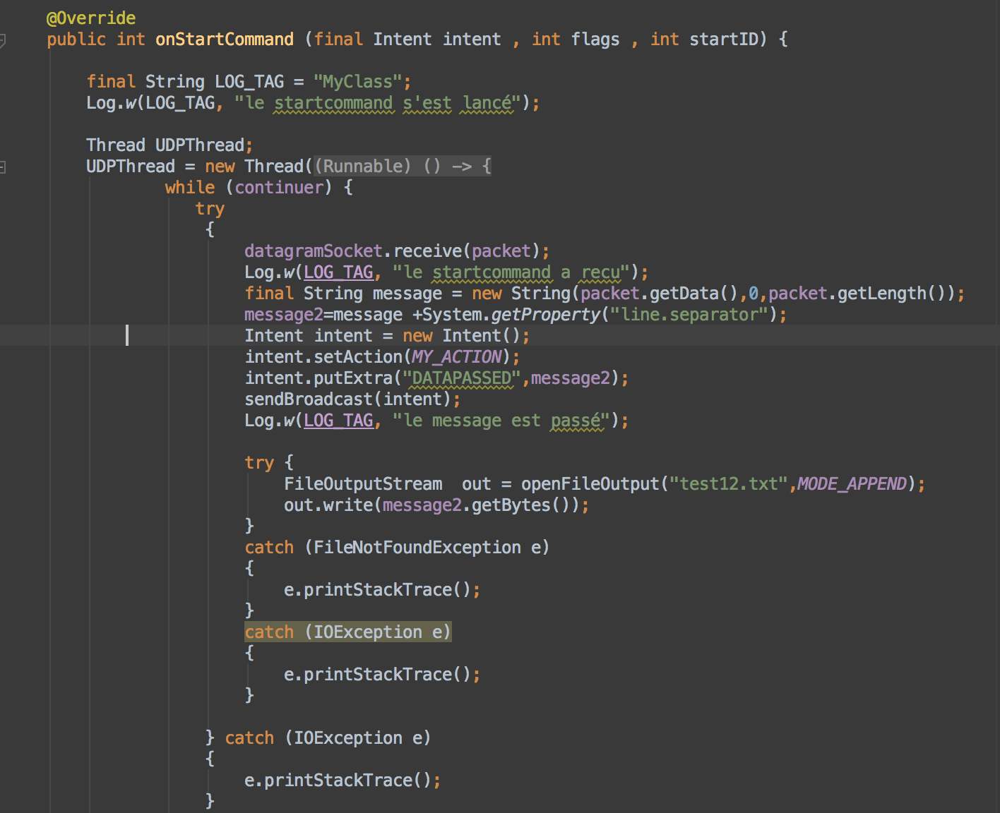 @Override
public int onStartCommand (final Intent intent , int flags , int startID) {
final String LOG_TAG = "MyClass";
Log.w(LOG_TAG, "le startcommand s'est lancé");
Thread UDPThread;
UDPThread = new Thread((Runnable) () -> {
while (continuer) {
try
{
datagramSocket.receive(packet);
Log.w(LOG_TAG, "le startcommand a recu");
final String message = new String(packet.getData(),0,packet.getLength());
message2=message +System.getProperty("line.separator");
Intent intent = new Intent();
intent.setAction(MY_ACTION);
intent.putExtra("DATAPASSED",message2);
sendBroadcast(intent);
Log.w(LOG_TAG, "le message est passé");
try {
FileOutputStream  out = openFileOutput("test12.txt",MODE_APPEND);
out.write(message2.getBytes());
}
catch (FileNotFoundException e)
{
e.printStackTrace();
}
catch (IOException e)
{
e.printStackTrace();
}
} catch (IOException e)
{
e.printStackTrace();
}